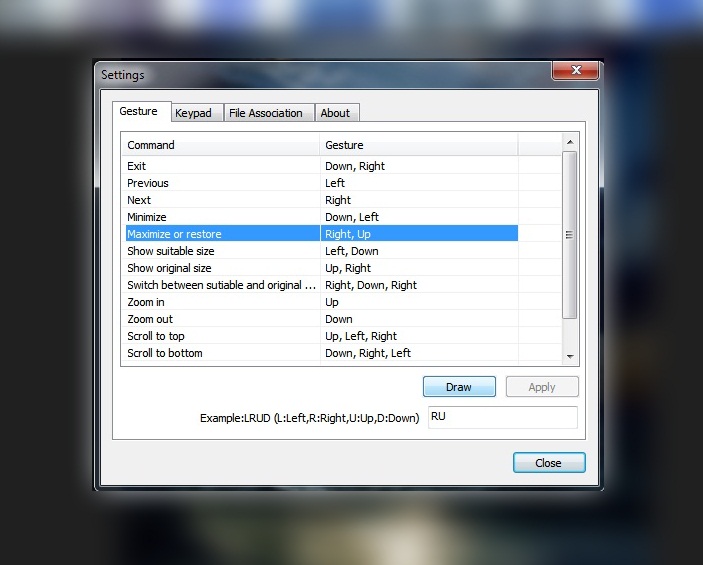 Settings
Gesture Keypad File Association About
Command Gesture
Exit Down, Right
Previous Left
Next Right
Minimize Down, Left
Maximize or restore Right, Up
Show suitable size Left, Down
Show original size Up, Right
Switch between sutiable and original ... Right, Down, Right
Zoom in Up
Zoom out Down
Scroll to top Up, Left, Right
Scroll to bottom Down, Right, Left
Draw Apply
Example:LRUD (L:Left,R:Right,U:Up,D:Down) RU
Close